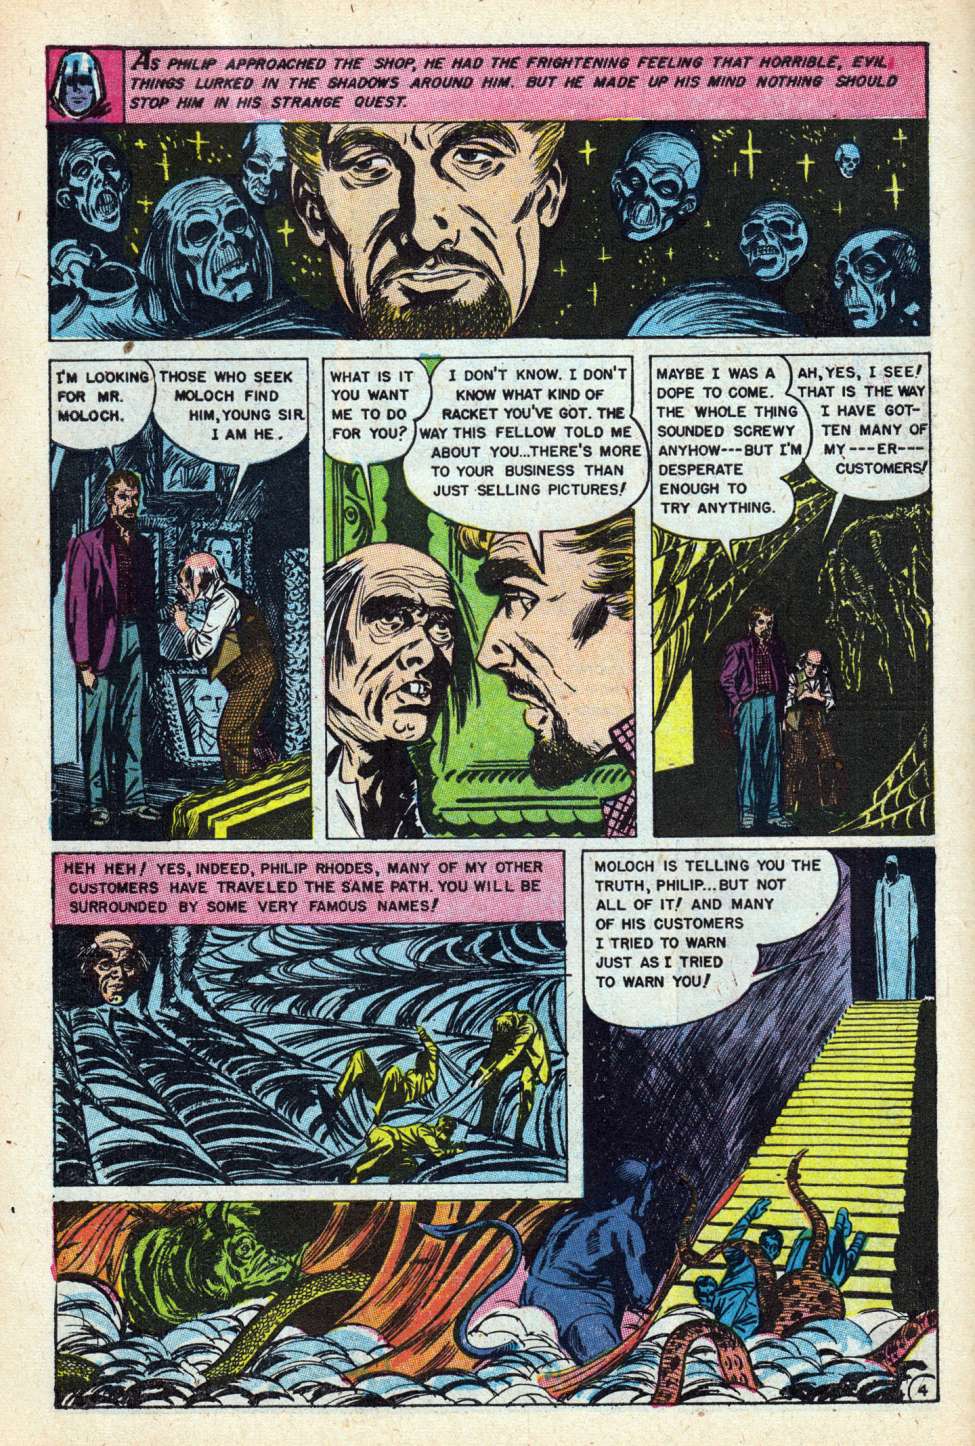 AS PHILIP APPROACHED THE SHOP, HE HAD THE FRIGHTENING FEELING THAT HORRIBLE, EVIL
THINGS LURKED IN THE SHADOWS AROUND HIM. BUT HE MADE UP HIS MIND NOTHING SHOULD
STOP HIM IN HIS STRANGE QUEST.
I'M LOOKING
FOR MR.
MOLOCH.
THOSE WHO SEEK
MOLOCH FIND
HIM, YOUNG SIR.
I AM HE.
WHAT IS IT
YOU WANT
ME TO DO
FOR YOU?
I DON'T KNOW. I DON'T
KNOW WHAT KIND OF
RACKET YOU'VE GOT. THE
WAY THIS FELLOW TOLD ME
ABOUT YOU...THERE'S MORE
TO YOUR BUSINESS THAN
JUST SELLING PICTURES!
MAYBE I WAS A
DOPE TO COME.
THE WHOLE THING
SOUNDED SCREWY
ANYHOW---BUT I'M
DESPERATE
ENOUGH TO
TRY ANYTHING.
AH, YES, I SEE!
THAT IS THE WAY
I HAVE GOT-
TEN MANY OF
MY----ER----
CUSTOMERS!
HEH HEH! YES, INDEED, PHILIP RHODES, MANY OF MY OTHER
CUSTOMERS HAVE TRAVELED THE SAME PATH. YOU WILL BE
SURROUNDED BY SOME VERY FAMOUS NAMES!
MOLOCH IS TELLING YOU THE
TRUTH, PHILIP...BUT NOT
ALL OF IT! AND MANY
OF HIS CUSTOMERS
I TRIED TO WARN
JUST AS I TRIED
TO WARN YOU!
4